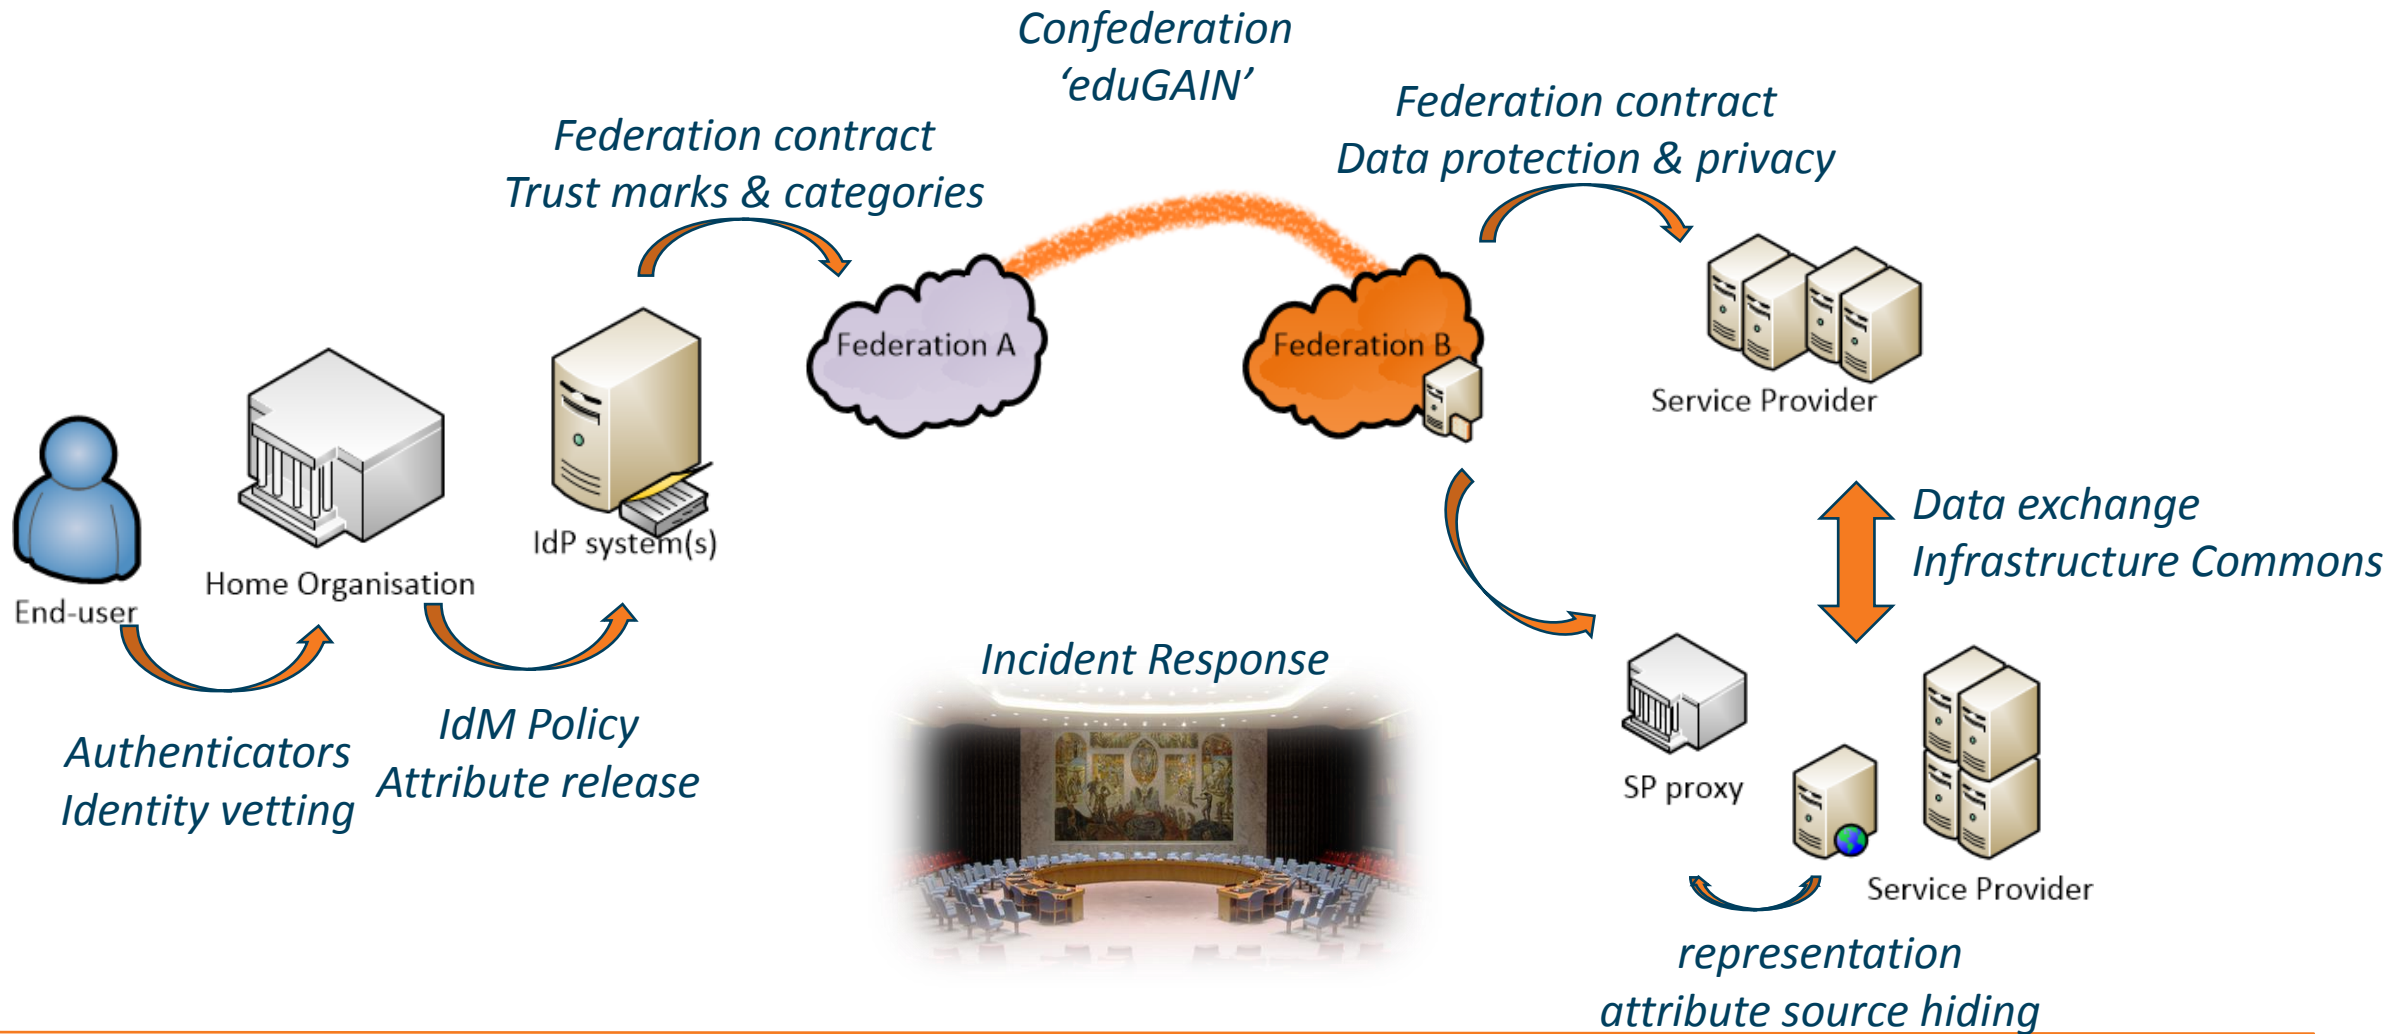 Confederation
‘eduGAIN’
Federation contract
Trust marks & categories
Federation contract
Data protection & privacy
Federation A
Federation B
Service Provider
IdP system(s)
Home Organisation
End-user
Data exchange
Infrastructure Commons
Incident Response
Authenticators
Identity vetting
IdM Policy
Attribute release
SP proxy
Service Provider
representation
attribute source hiding